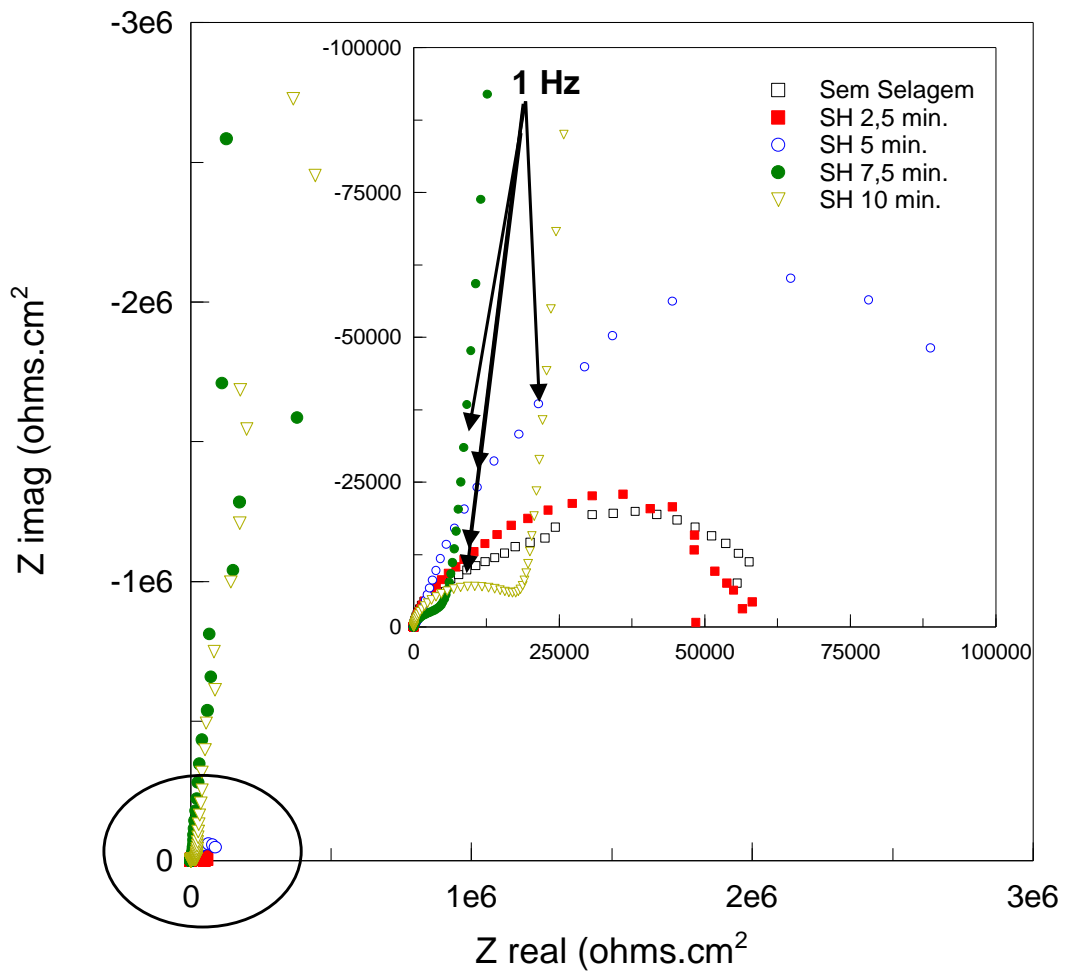 -3e6
-2e6
-1e6
0
Z imag (ohms.cm²
0
1e6
2e6
3e6
Z real (ohms.cm²
-100000
-75000
-50000
-25000
0
0
25000
50000
75000
100000
1 Hz
Sem Selagem
SH 2,5 min.
SH 5 min.
SH 7,5 min.
SH 10 min.